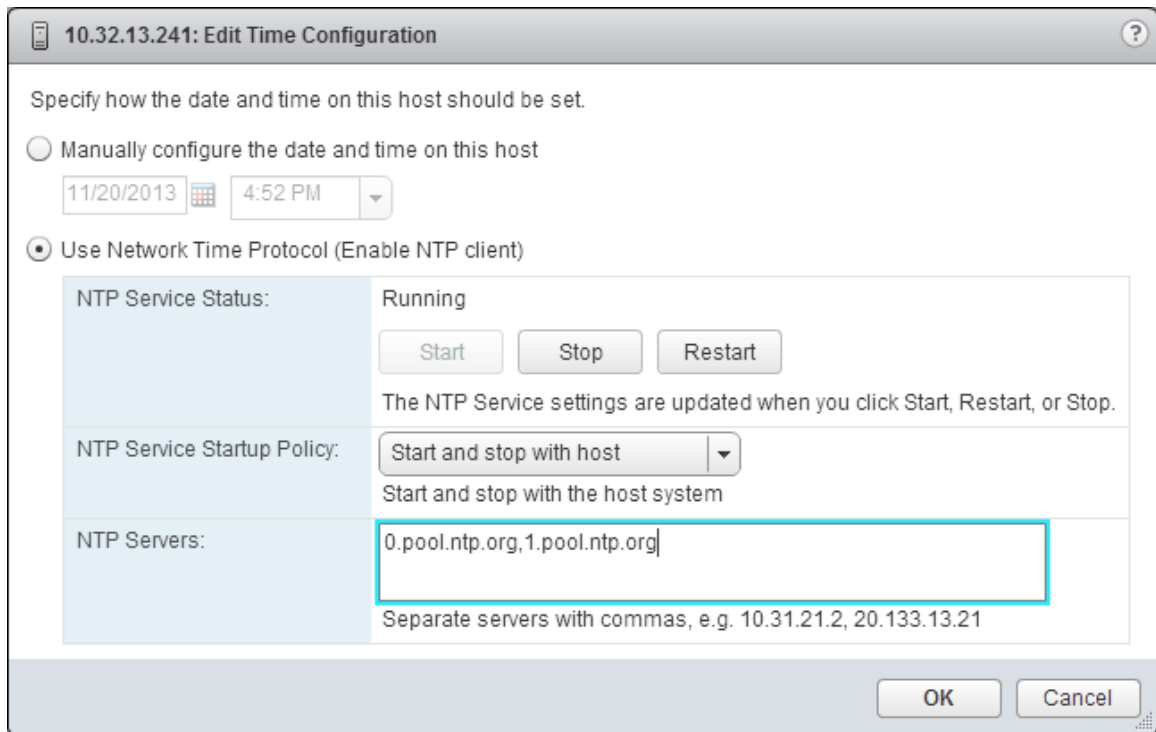 10.32.13.241: Edit Time Configuration
?
Specify how the date and time on this host should be set.
Manually configure the date and time on this host
11/20/2013 4:52 PM
Use Network Time Protocol (Enable NTP client)
NTP Service Status: Running
Start Stop Restart
The NTP Service settings are updated when you click Start, Restart, or Stop.
NTP Service Startup Policy: Start and stop with host
Start and stop with the host system
NTP Servers: 0.pool.ntp.org,1.pool.ntp.org
Separate servers with commas, e.g. 10.31.21.2, 20.133.13.21
OK Cancel